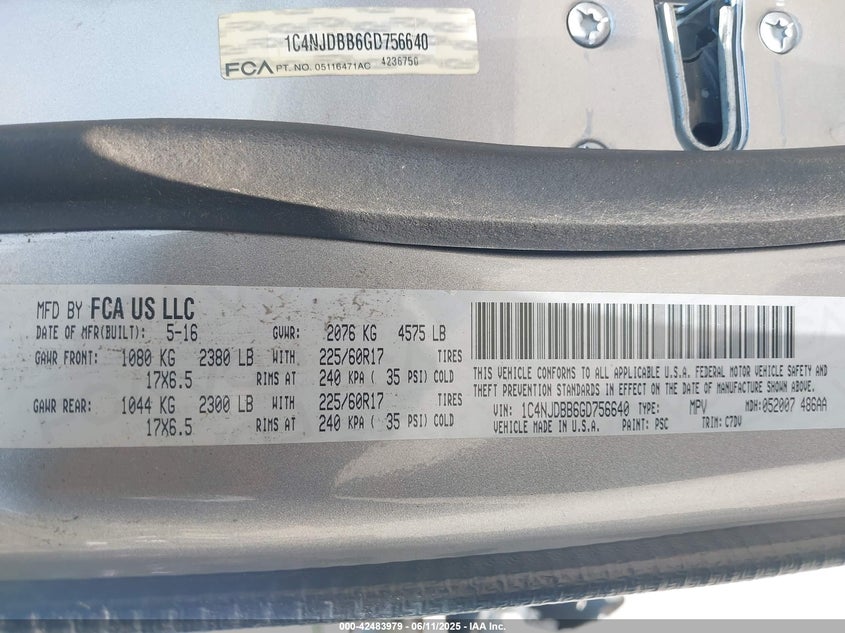 1C4NJDBB6GD756640
FCA PT. NO. 05116471AC 4236750
MFD BY FCA US LLC
DATE OF MFR(BUILT): 5-16 GVWR: 2076 KG 4575 LB
GAWR FRONT: 1080 KG 2380 LB WITH 225/60R17 TIRES
17X6.5 RIMS AT 240 KPA ( 35 PSI) COLD
GAWR REAR: 1044 KG 2300 LB WITH 225/60R17 TIRES
17X6.5 RIMS AT 240 KPA ( 35 PSI) COLD
THIS VEHICLE CONFORMS TO ALL APPLICABLE U.S.A. FEDERAL MOTOR VEHICLE SAFETY AND
THEFT PREVENTION STANDARDS IN EFFECT ON THE DATE OF MANUFACTURE SHOWN ABOVE.
VIN: 1C4NJDBB6GD756640 TYPE: MPV MDH:052007 486AA
VEHICLE MADE IN U.S.A. PAINT: PSC TRIM: C7DV
000-42483979 - 06/11/2025 - IAA Inc.